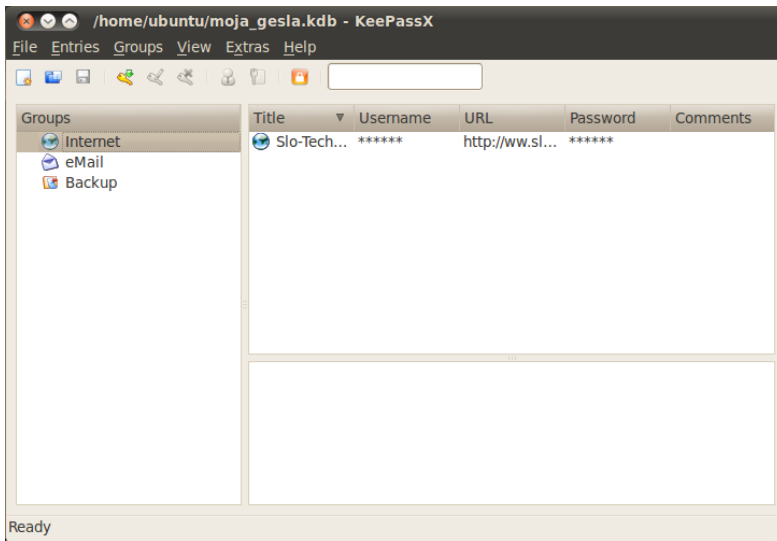 /home/ubuntu/moja_gesla.kdb - KeePassX
File Entries Groups View Extras Help
Groups
Internet
eMail
Backup
Title Username URL Password Comments
Slo-Tech... ****** http://ww.sl... ******
Ready